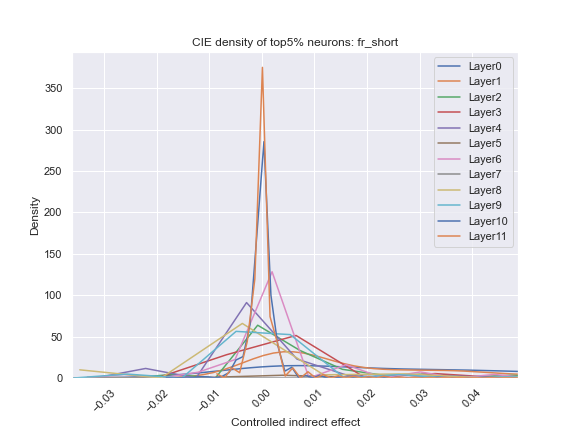 CIE density of top5% neurons: fr_short
Density
350
300
250
200
150
100
50
0
-0.03
-0.02
-0.01
0.00
0.01
0.02
0.03
0.04
Controlled indirect effect
Layer0
Layer1
Layer2
Layer3
Layer4
Layer5
Layer6
Layer7
Layer8
Layer9
Layer10
Layer11